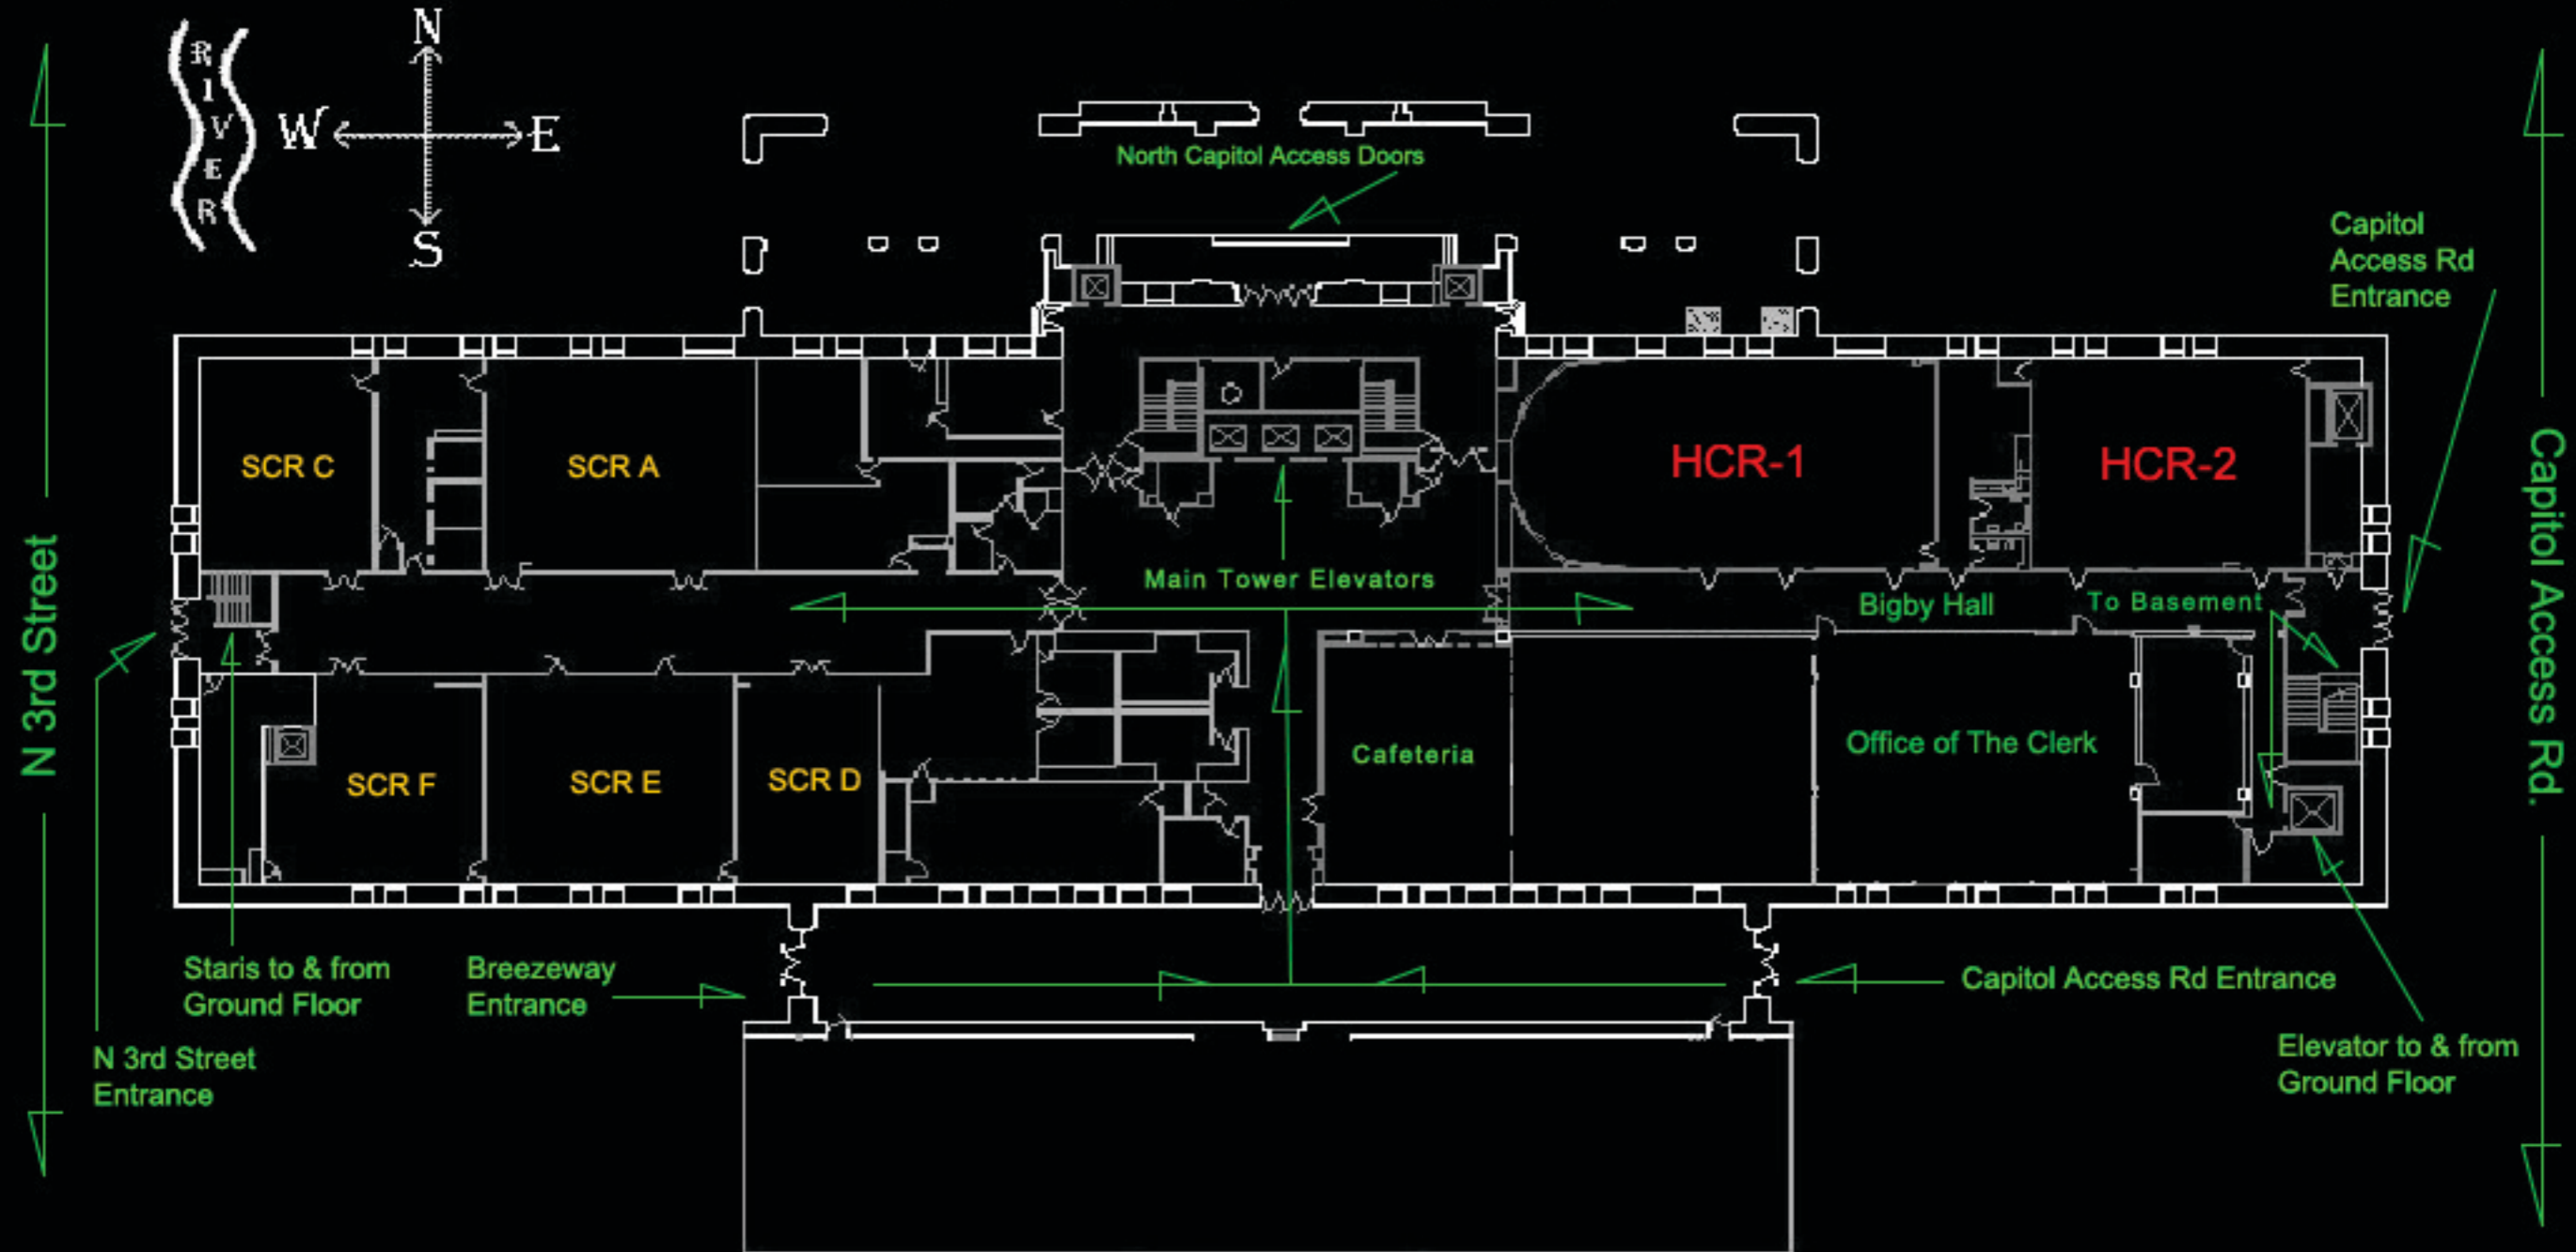 N
RIVER
W
E
S
North Capitol Access Doors
Capitol
Access Rd
Entrance
SCR C
SCR A
HCR-1
HCR-2
N 3rd Street
Capitol Access Rd.
Main Tower Elevators
Bigby Hall
To Basement
SCR F
SCR E
SCR D
Cafeteria
Office of The Clerk
Staris to & from
Ground Floor
Breezeway
Entrance
Capitol Access Rd Entrance
N 3rd Street
Entrance
Elevator to & from
Ground Floor